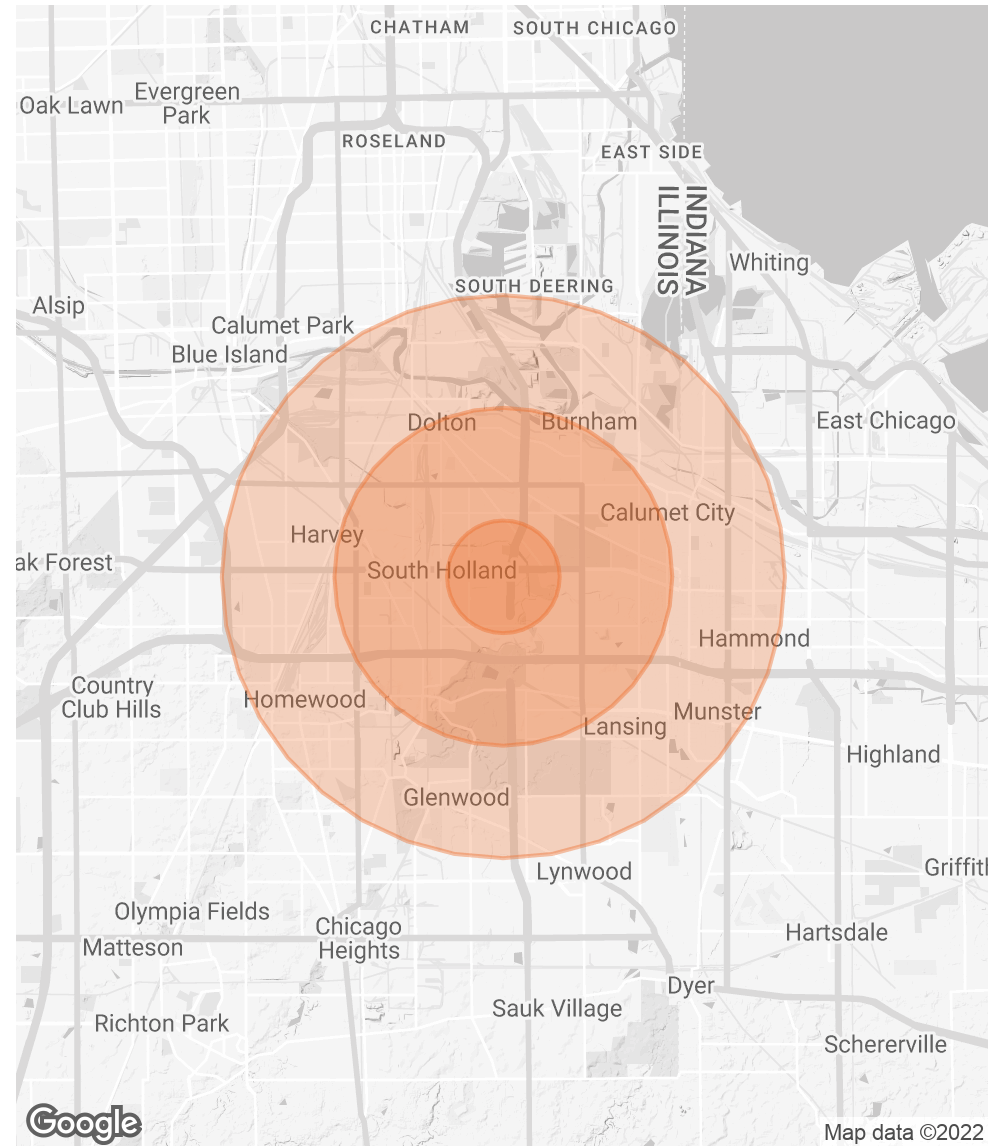 CHATHAM
SOUTH CHICAGO
Oak Lawn
Evergreen
Park
ROSELAND
EAST SIDE
INDIANA
ILLINOIS
Whiting
SOUTH DEERING
Alsip
Calumet Park
Blue Island
Dolton
Burnham
East Chicago
Calumet City
Harvey
ak Forest
South Holland
Hammond
Country
Club Hills
Homewood
Munster
Lansing
Highland
Glenwood
Lynwood
Griffith
Olympia Fields
Chicago
Heights
Matteson
Hartsdale
Dyer
Sauk Village
Richton Park
Schererville
Google
Map data ©2022